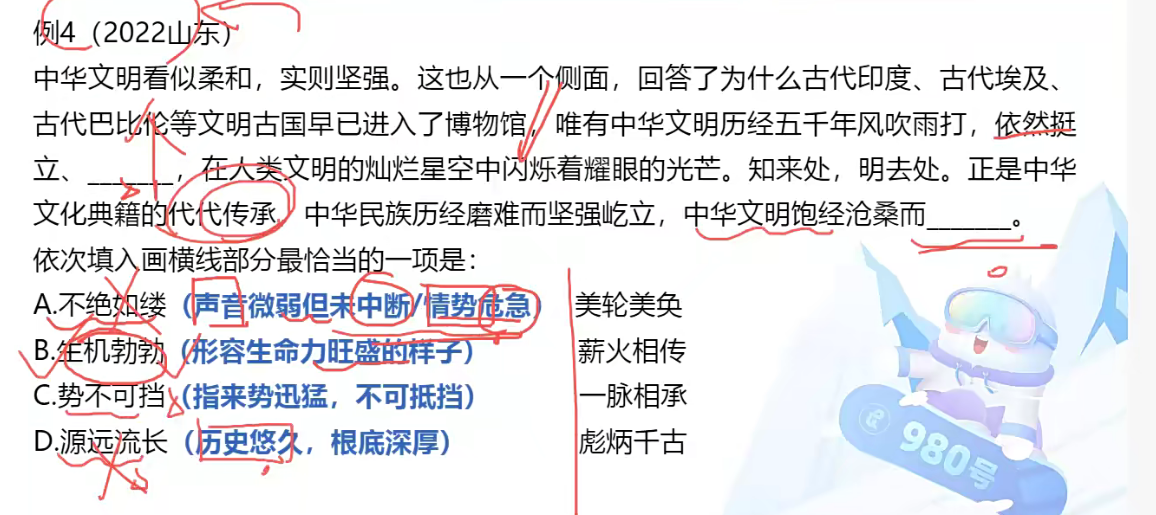 例4（2022山东）
中华文明看似柔和，实则坚强。这也从一个侧面，回答了为什么古代印度、古代埃及、
古代巴比伦等文明古国早已进入了博物馆，唯有中华文明历经五千年风吹雨打，依然挺
立、_______，在人类文明的灿烂星空中闪烁着耀眼的光芒。知来处，明去处。正是中华
文化典籍的代代传承，中华民族历经磨难而坚强屹立，中华文明饱经沧桑而_______。
依次填入画横线部分最恰当的一项是：
A.不绝如缕（声音微弱但未中断/情势危急） 美轮美奂
B.生机勃勃（形容生命力旺盛的样子） 薪火相传
C.势不可挡（指来势迅猛，不可抵挡） 一脉相承
D.源远流长（历史悠久，根底深厚） 彪炳千古
980号